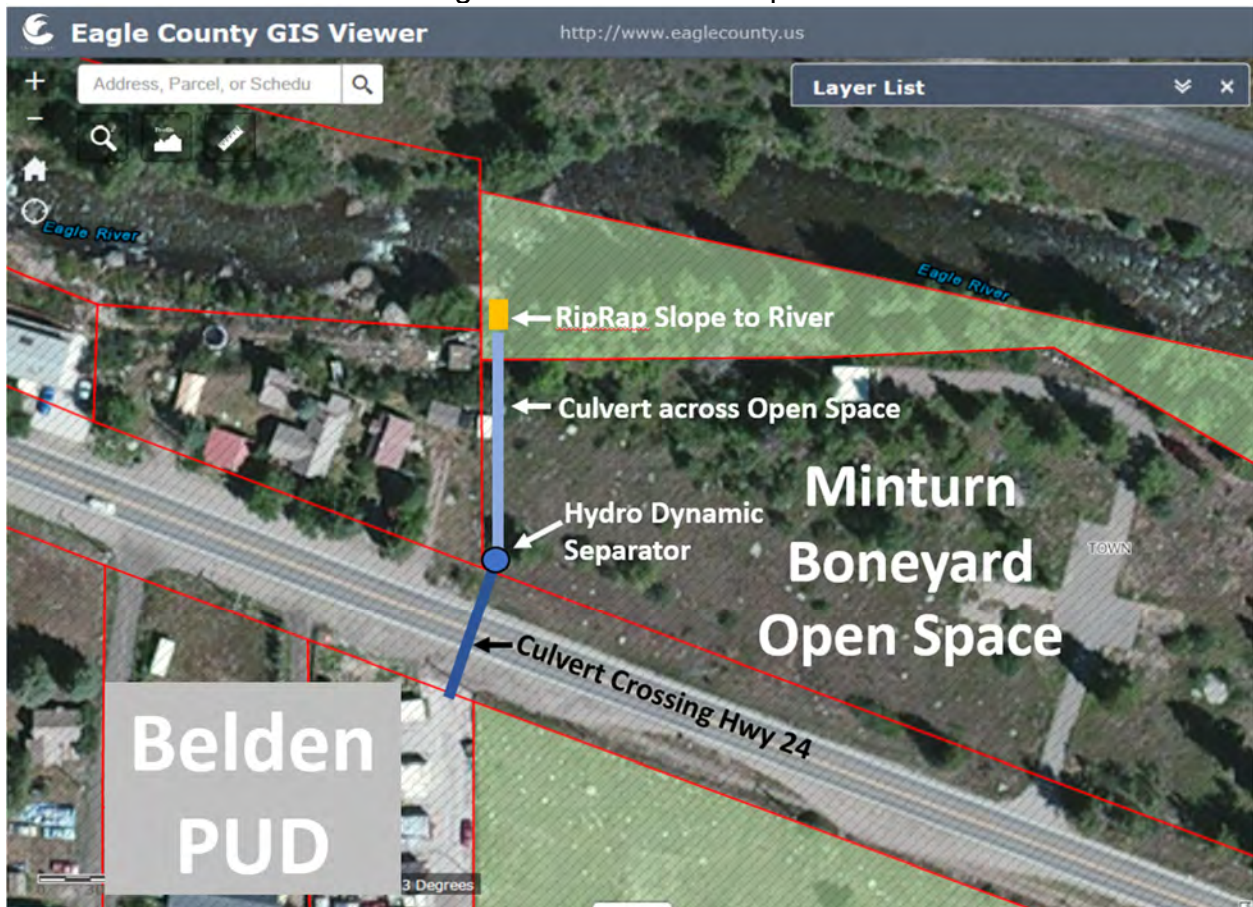 Eagle County GIS Viewer
http://www.eaglecounty.us
Address, Parcel, or Schedu
Layer List
Eagle River
Eagle River
RipRap Slope to River
Culvert across Open Space
Minturn
Boneyard
Open Space
TOWN
Hydro Dynamic
Separator
Culvert Crossing Hwy 24
Belden
PUD
3 Degrees